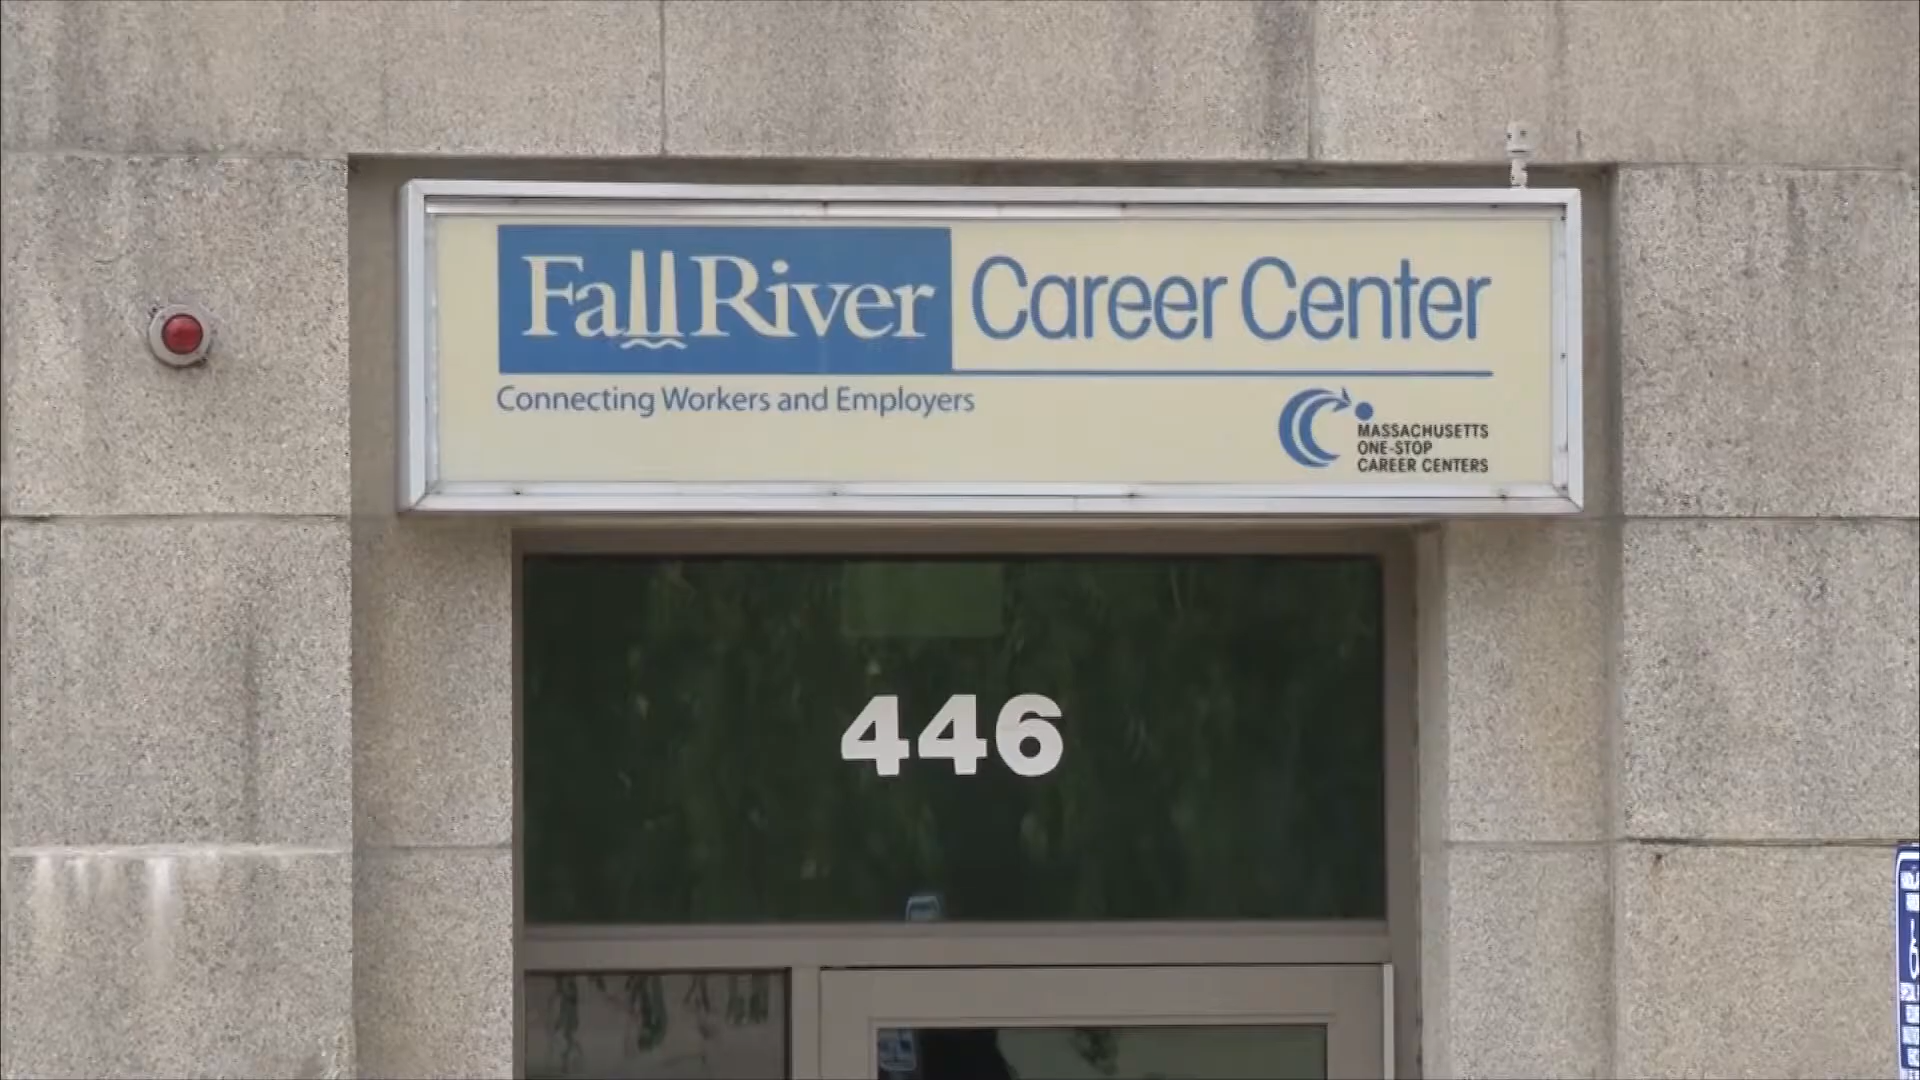 Fall River Career Center
Connecting Workers and Employers
MASSACHUSETTS
ONE-STOP
CAREER CENTERS
446